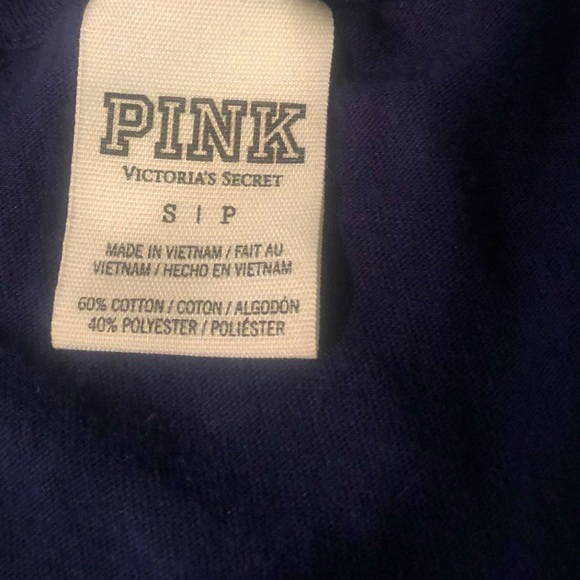 PINK
VICTORIA'S SECRET
S | P
MADE IN VIETNAM / FAIT AU
VIETNAM / HECHO EN VIETNAM
60% COTTON / COTON / ALGODÓN
40% POLYESTER / POLIÉSTER